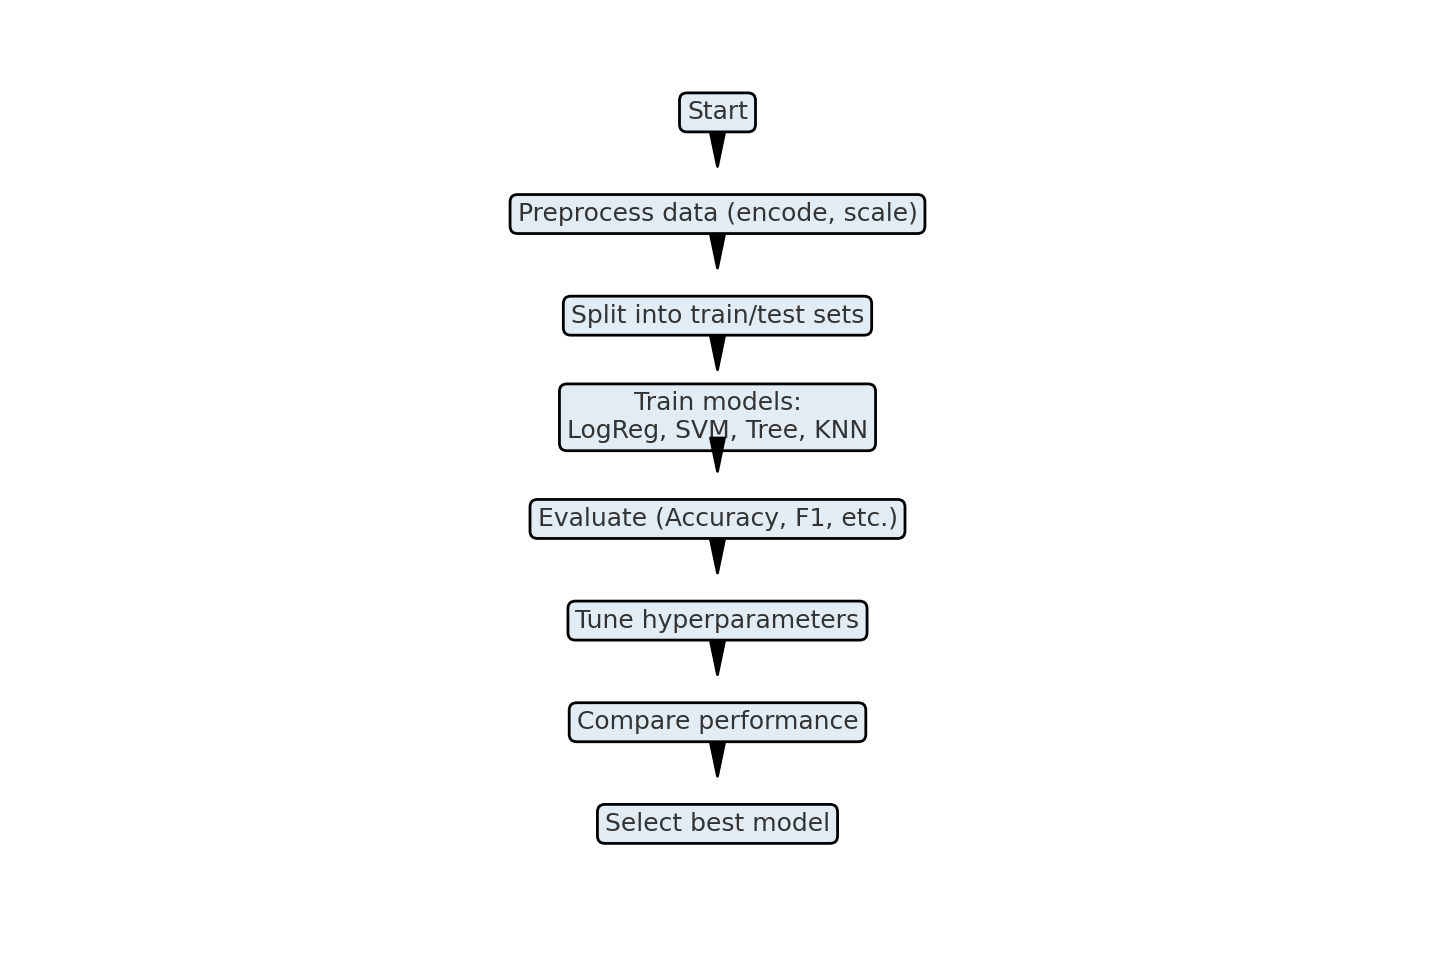 Start
Preprocess data (encode, scale)
Split into train/test sets
Train models:
LogReg, SVM, Tree, KNN
Evaluate (Accuracy, F1, etc.)
Tune hyperparameters
Compare performance
Select best model